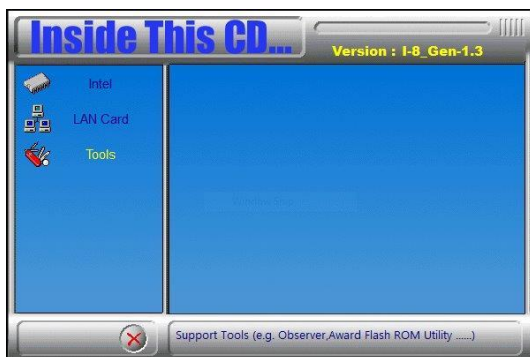 Inside This CD...
Version : I-8_Gen-1.3
Intel
LAN Card
Tools
Support Tools (e.g. Observer,Award Flash ROM Utility ......)